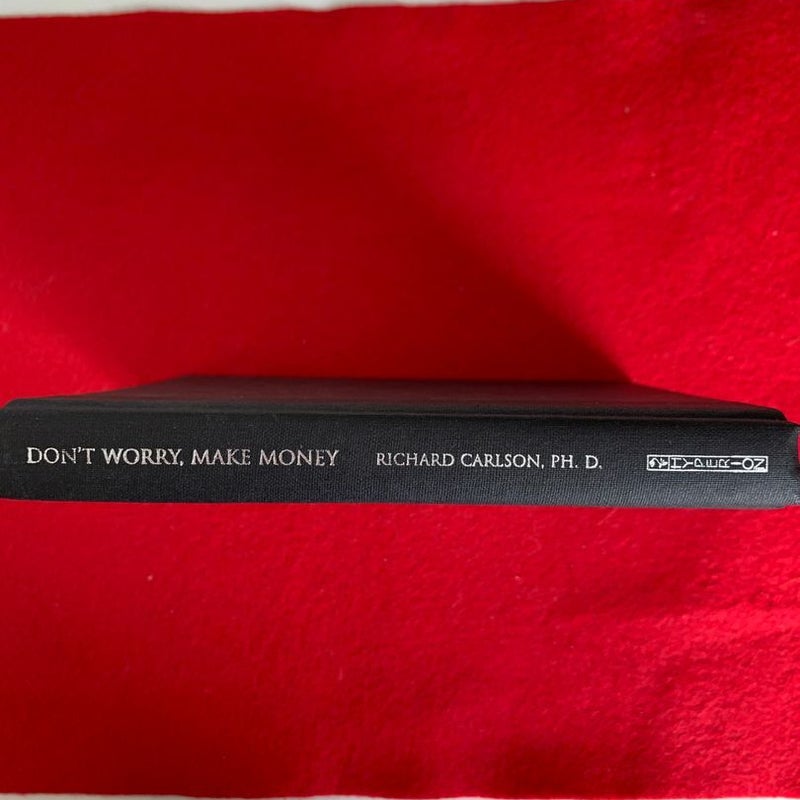 DON'T WORRY, MAKE MONEY RICHARD CARLSON, PH. D. HYPERION